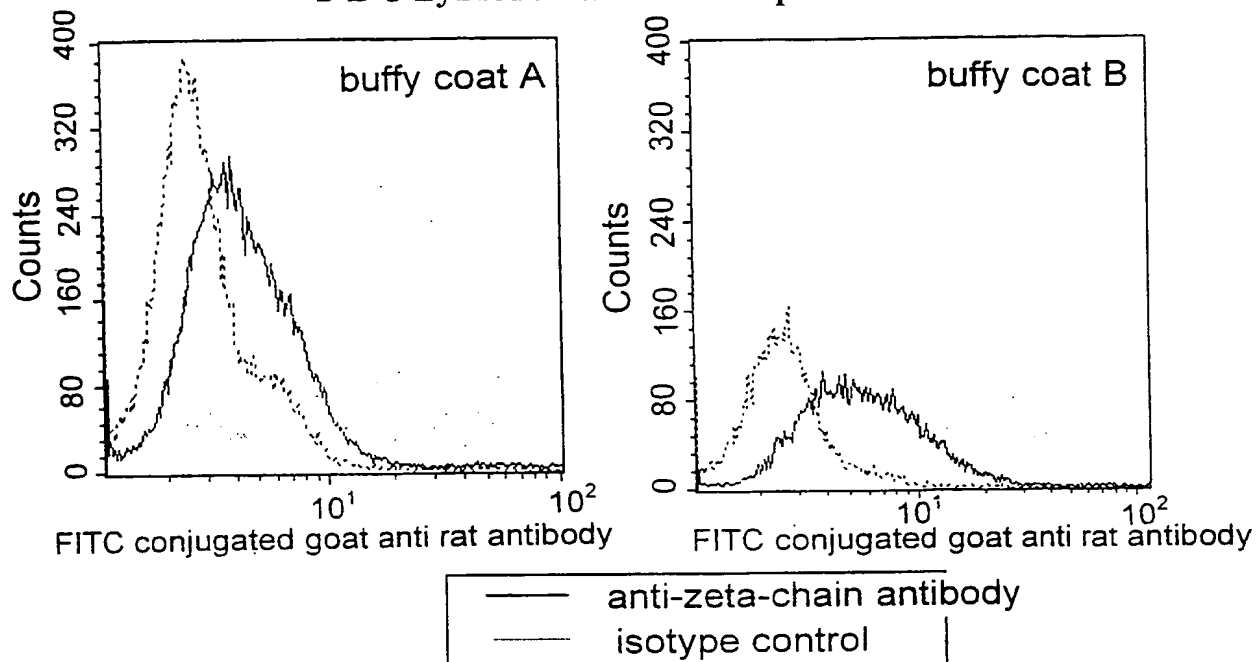 buffy coat A
400
320
240
160
80
0
Counts
10¹
10²
FITC conjugated goat anti rat antibody
buffy coat B
400
320
240
160
80
0
Counts
10¹
10²
FITC conjugated goat anti rat antibody
anti-zeta-chain antibody
isotype control